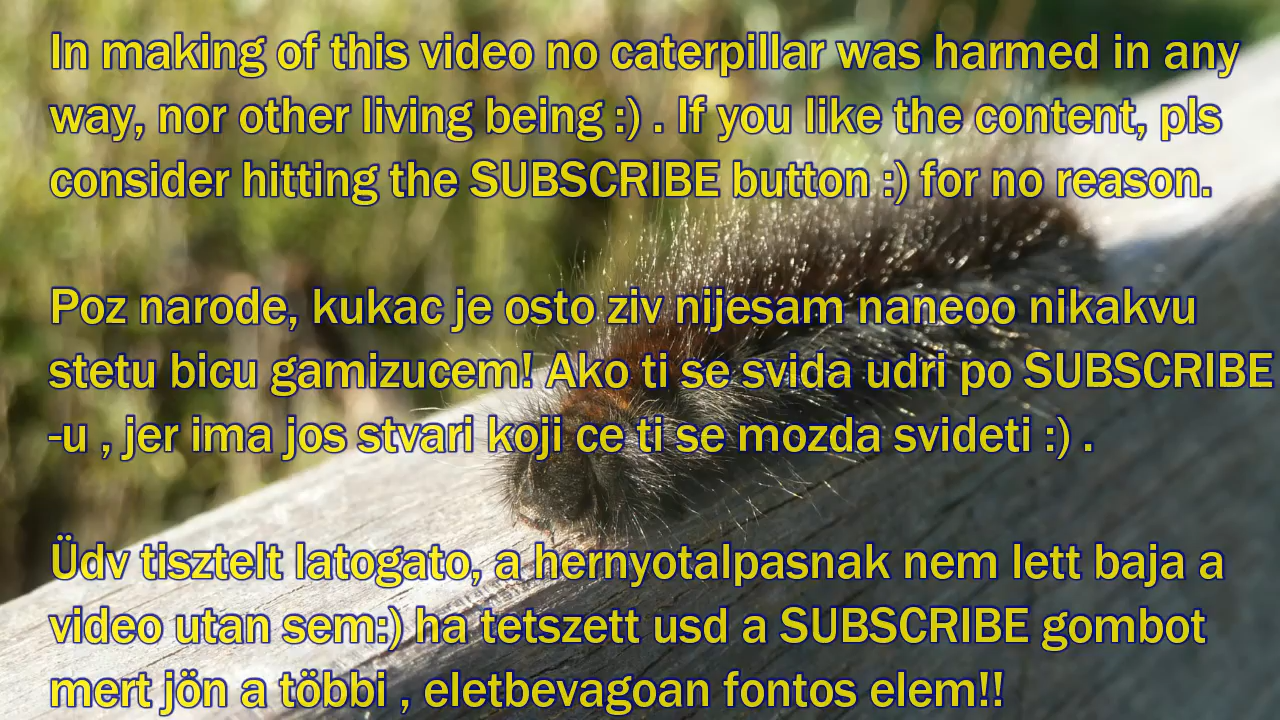 In making of this video no caterpillar was harmed in any
way, nor other living being :) . If you like the content, pls
consider hitting the SUBSCRIBE button :) for no reason.
Poz narode, kukac je osto ziv nijesam naneoo nikakvu
stetu bicu gamizucem! Ako ti se svida udri po SUBSCRIBE
-u , jer ima jos stvari koji ce ti se mozda svideti :) .
Üdv tisztelt latogato, a hernyotalpasnak nem lett baja a
video utan sem:) ha tetszett usd a SUBSCRIBE gombot
mert jön a többi , eletbevagoan fontos elem!!